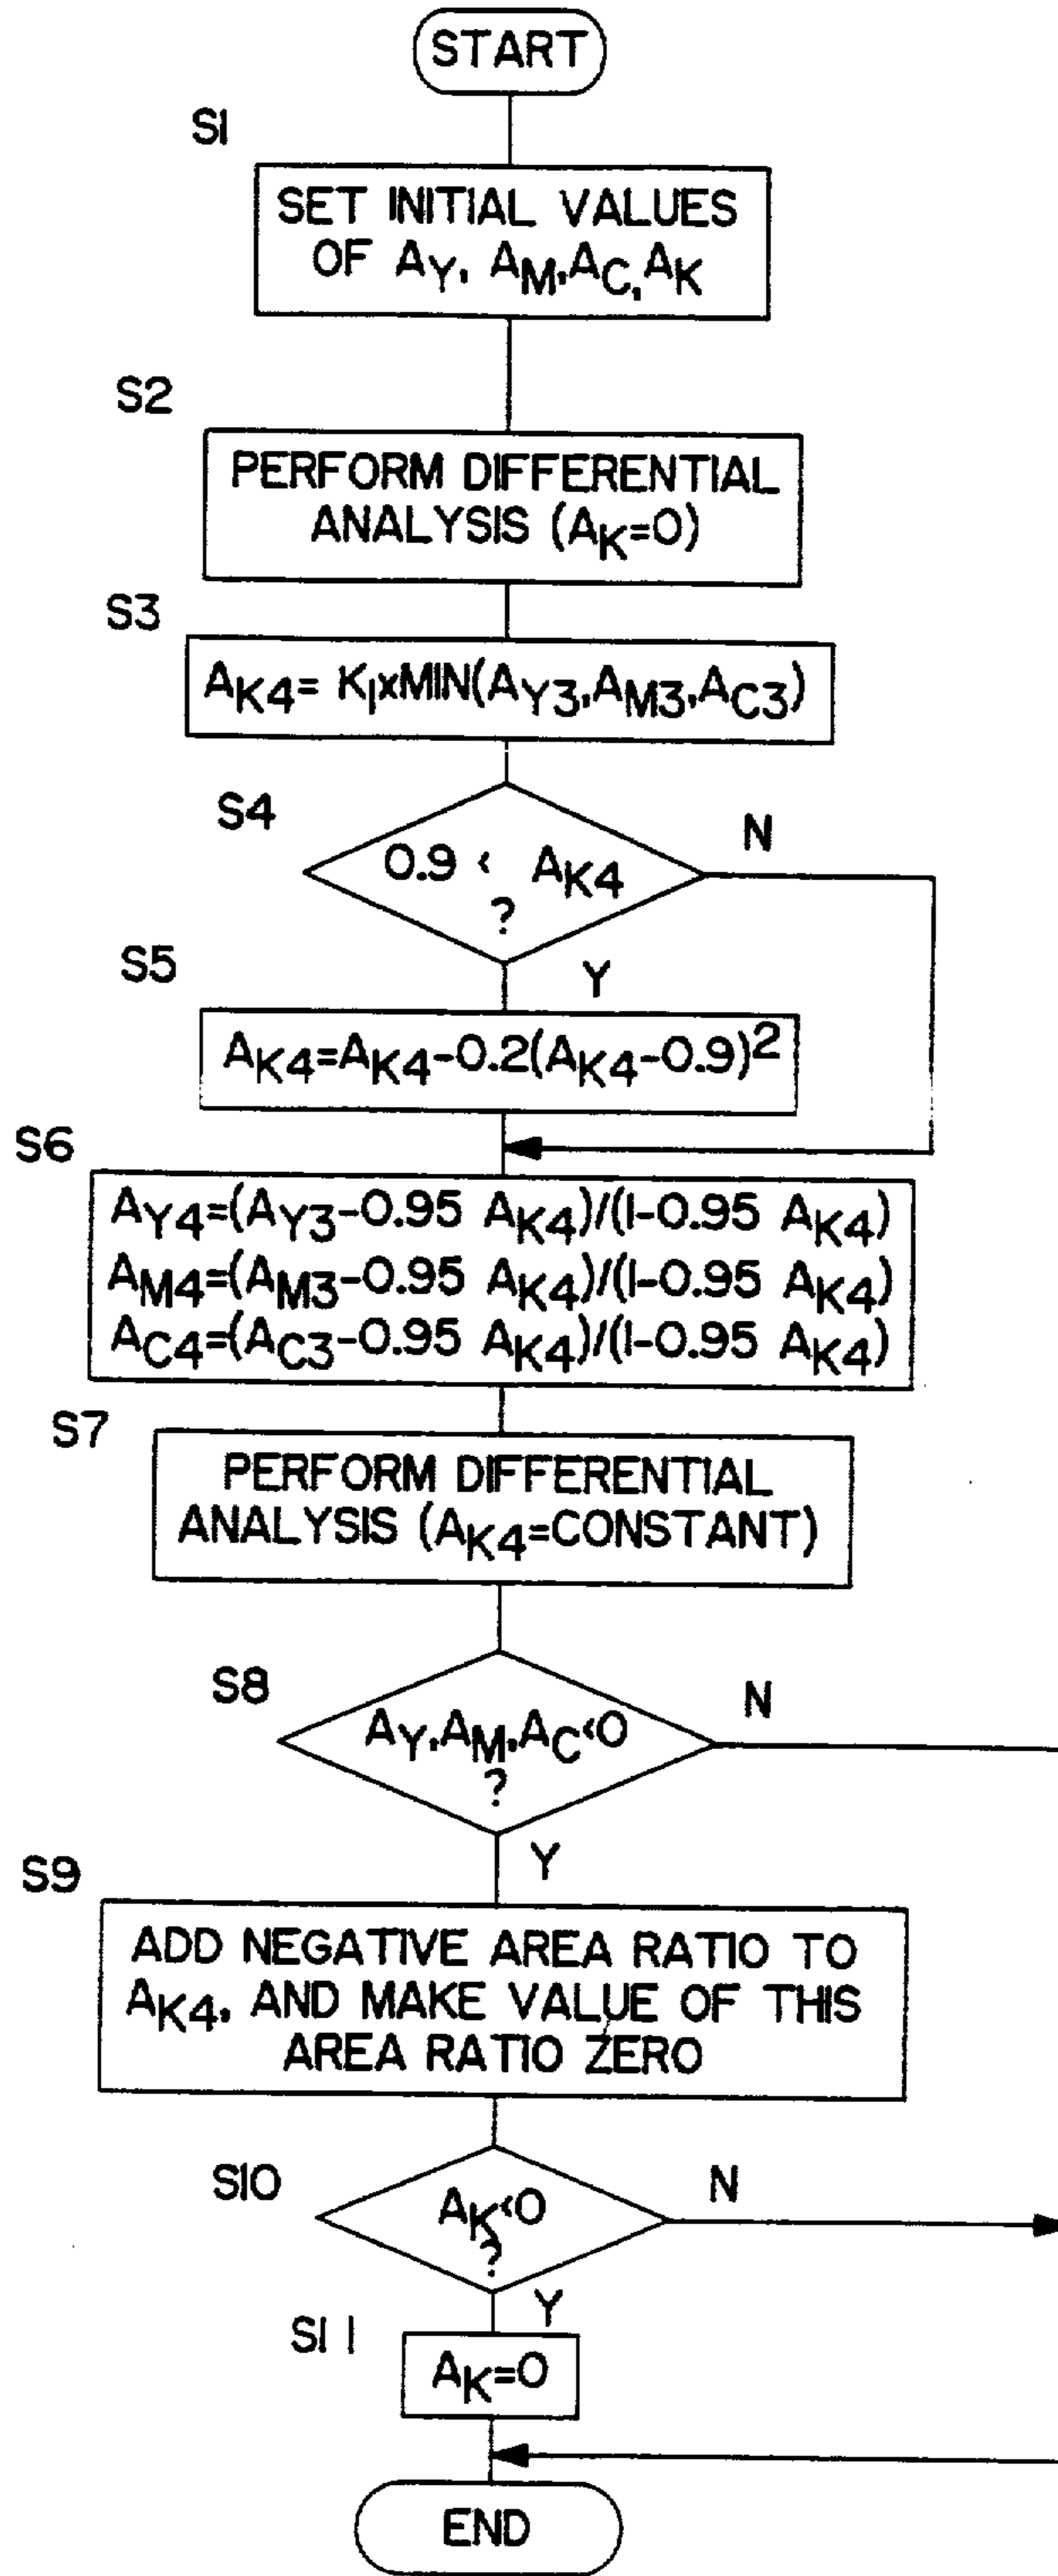 START
S1
SET INITIAL VALUES
OF AY, AM,AC,AK
S2
PERFORM DIFFERENTIAL
ANALYSIS (AK=0)
S3
AK4= K1xMIN(AY3,AM3,AC3)
S4
N
0.9 < AK4
?
S5
Y
AK4=AK4-0.2(AK4-0.9)2
S6
AY4=(AY3-0.95 AK4)/(1-0.95 AK4)
AM4=(AM3-0.95 AK4)/(1-0.95 AK4)
AC4=(AC3-0.95 AK4)/(1-0.95 AK4)
S7
PERFORM DIFFERENTIAL
ANALYSIS (AK4=CONSTANT)
S8
N
AY,AM,AC<0
?
Y
S9
ADD NEGATIVE AREA RATIO TO
AK4, AND MAKE VALUE OF THIS
AREA RATIO ZERO
S10
N
AK<0
?
Y
S11
AK=0
END